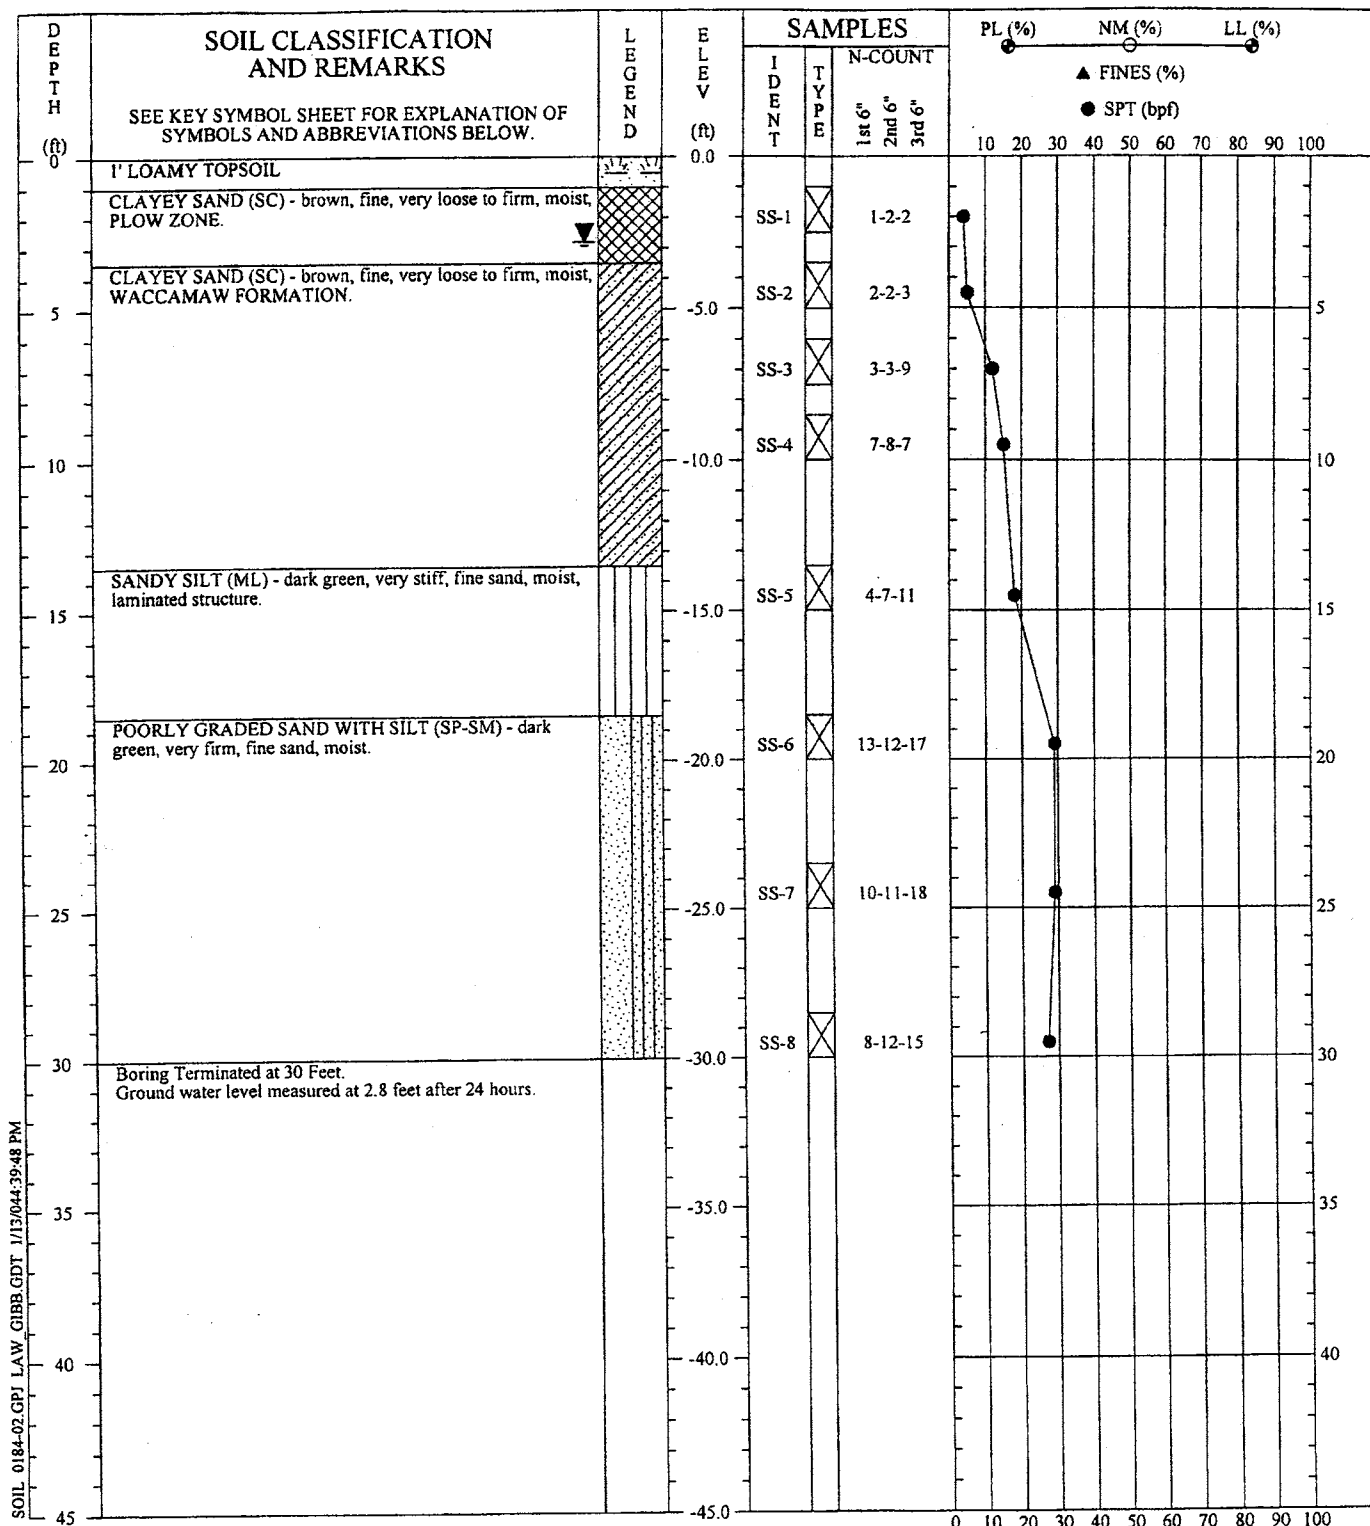 DEPTH (ft)
SOIL CLASSIFICATION
AND REMARKS
SEE KEY SYMBOL SHEET FOR EXPLANATION OF
SYMBOLS AND ABBREVIATIONS BELOW.
LEGEND
ELEV (ft)
SAMPLES
IDENT
TYPE
N-COUNT
1st 6"
2nd 6"
3rd 6"
PL (%) NM (%) LL (%)
▲ FINES (%)
● SPT (bpf)
10 20 30 40 50 60 70 80 90 100
0
0.0
1' LOAMY TOPSOIL
CLAYEY SAND (SC) - brown, fine, very loose to firm, moist,
PLOW ZONE.
SS-1 1-2-2
CLAYEY SAND (SC) - brown, fine, very loose to firm, moist,
WACCAMAW FORMATION.
SS-2 2-2-3
5 -5.0 5
SS-3 3-3-9
SS-4 7-8-7
10 -10.0 10
SANDY SILT (ML) - dark green, very stiff, fine sand, moist,
laminated structure.
SS-5 4-7-11
15 -15.0 15
POORLY GRADED SAND WITH SILT (SP-SM) - dark
green, very firm, fine sand, moist.
SS-6 13-12-17
20 -20.0 20
SS-7 10-11-18
25 -25.0 25
SS-8 8-12-15
30 -30.0 30
Boring Terminated at 30 Feet.
Ground water level measured at 2.8 feet after 24 hours.
35 -35.0 35
40 -40.0 40
45 -45.0
0 10 20 30 40 50 60 70 80 90 100
SOIL 0184-02.GPJ LAW_GIBB.GDT 1/13/044:39:48 PM